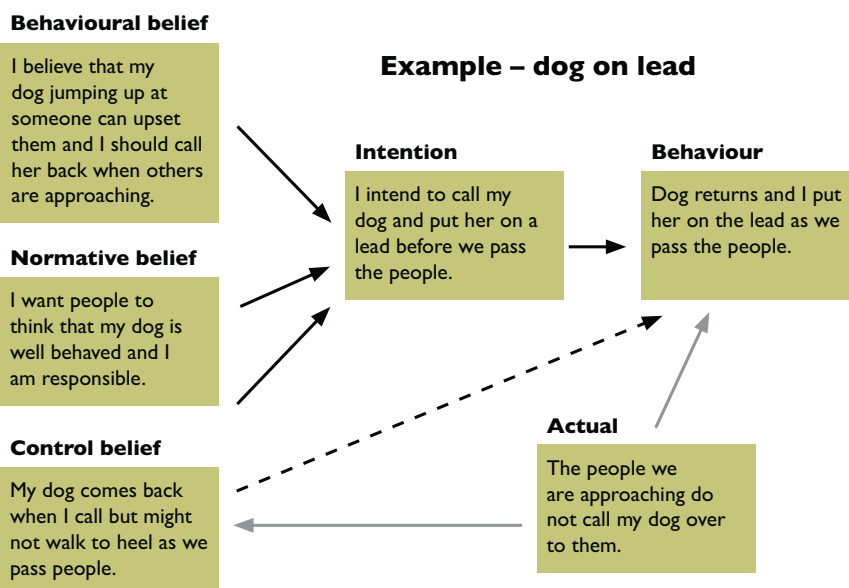 Behavioural belief
I believe that my
dog jumping up at
someone can upset
them and I should call
her back when others
are approaching.
Example – dog on lead
Normative belief
I want people to
think that my dog is
well behaved and I
am responsible.
Control belief
My dog comes back
when I call but might
not walk to heel as we
pass people.
Intention
I intend to call my
dog and put her on a
lead before we pass
the people.
Behaviour
Dog returns and I put
her on the lead as we
pass the people.
Actual
The people we
are approaching do
not call my dog over
to them.